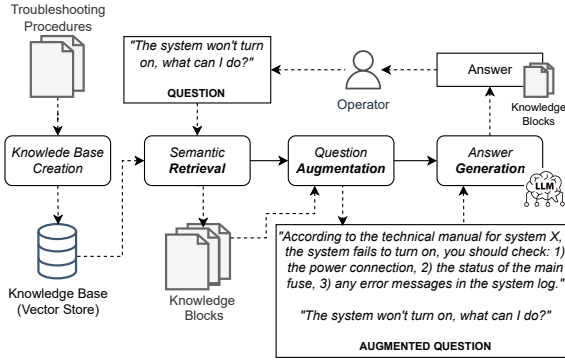 Troubleshooting
Procedures
"The system won't turn
on, what can I do?"
QUESTION
Operator
Answer
Knowledge
Blocks
Knowlede Base
Creation
Semantic
Retrieval
Question
Augmentation
Answer
Generation
LLM
Knowledge Base
(Vector Store)
Knowledge
Blocks
"According to the technical manual for system X,
the system fails to turn on, you should check: 1)
the power connection, 2) the status of the main
fuse, 3) any error messages in the system log."
"The system won't turn on, what can I do?"
AUGMENTED QUESTION